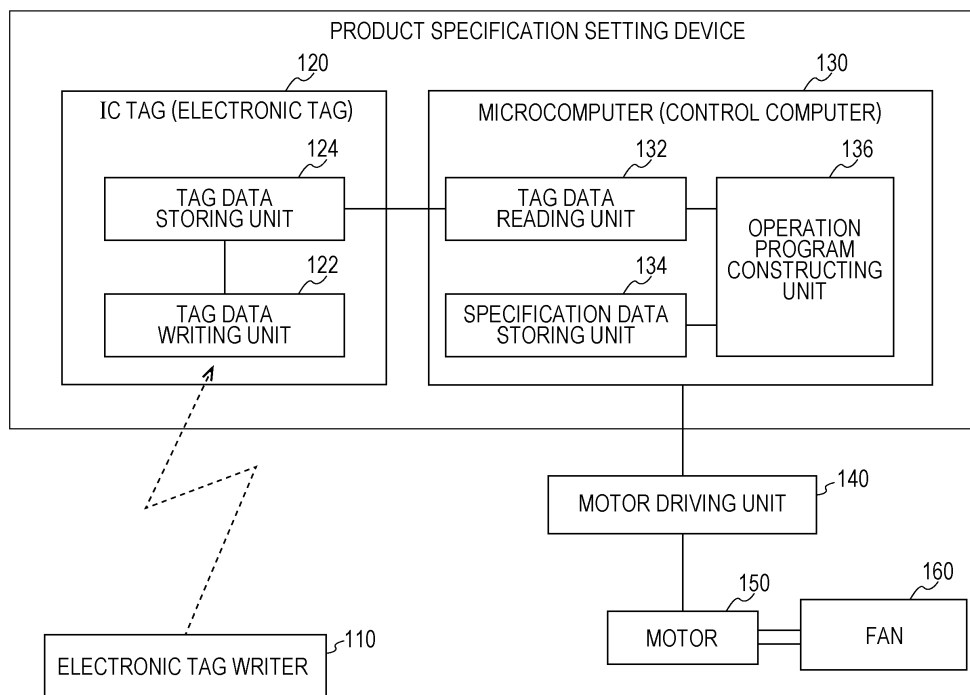 PRODUCT SPECIFICATION SETTING DEVICE
120
130
IC TAG (ELECTRONIC TAG)
MICROCOMPUTER (CONTROL COMPUTER)
124
132
136
TAG DATA
STORING UNIT
TAG DATA
READING UNIT
OPERATION
PROGRAM
CONSTRUCTING
UNIT
122
134
TAG DATA
WRITING UNIT
SPECIFICATION DATA
STORING UNIT
140
MOTOR DRIVING UNIT
150
160
MOTOR
FAN
110
ELECTRONIC TAG WRITER